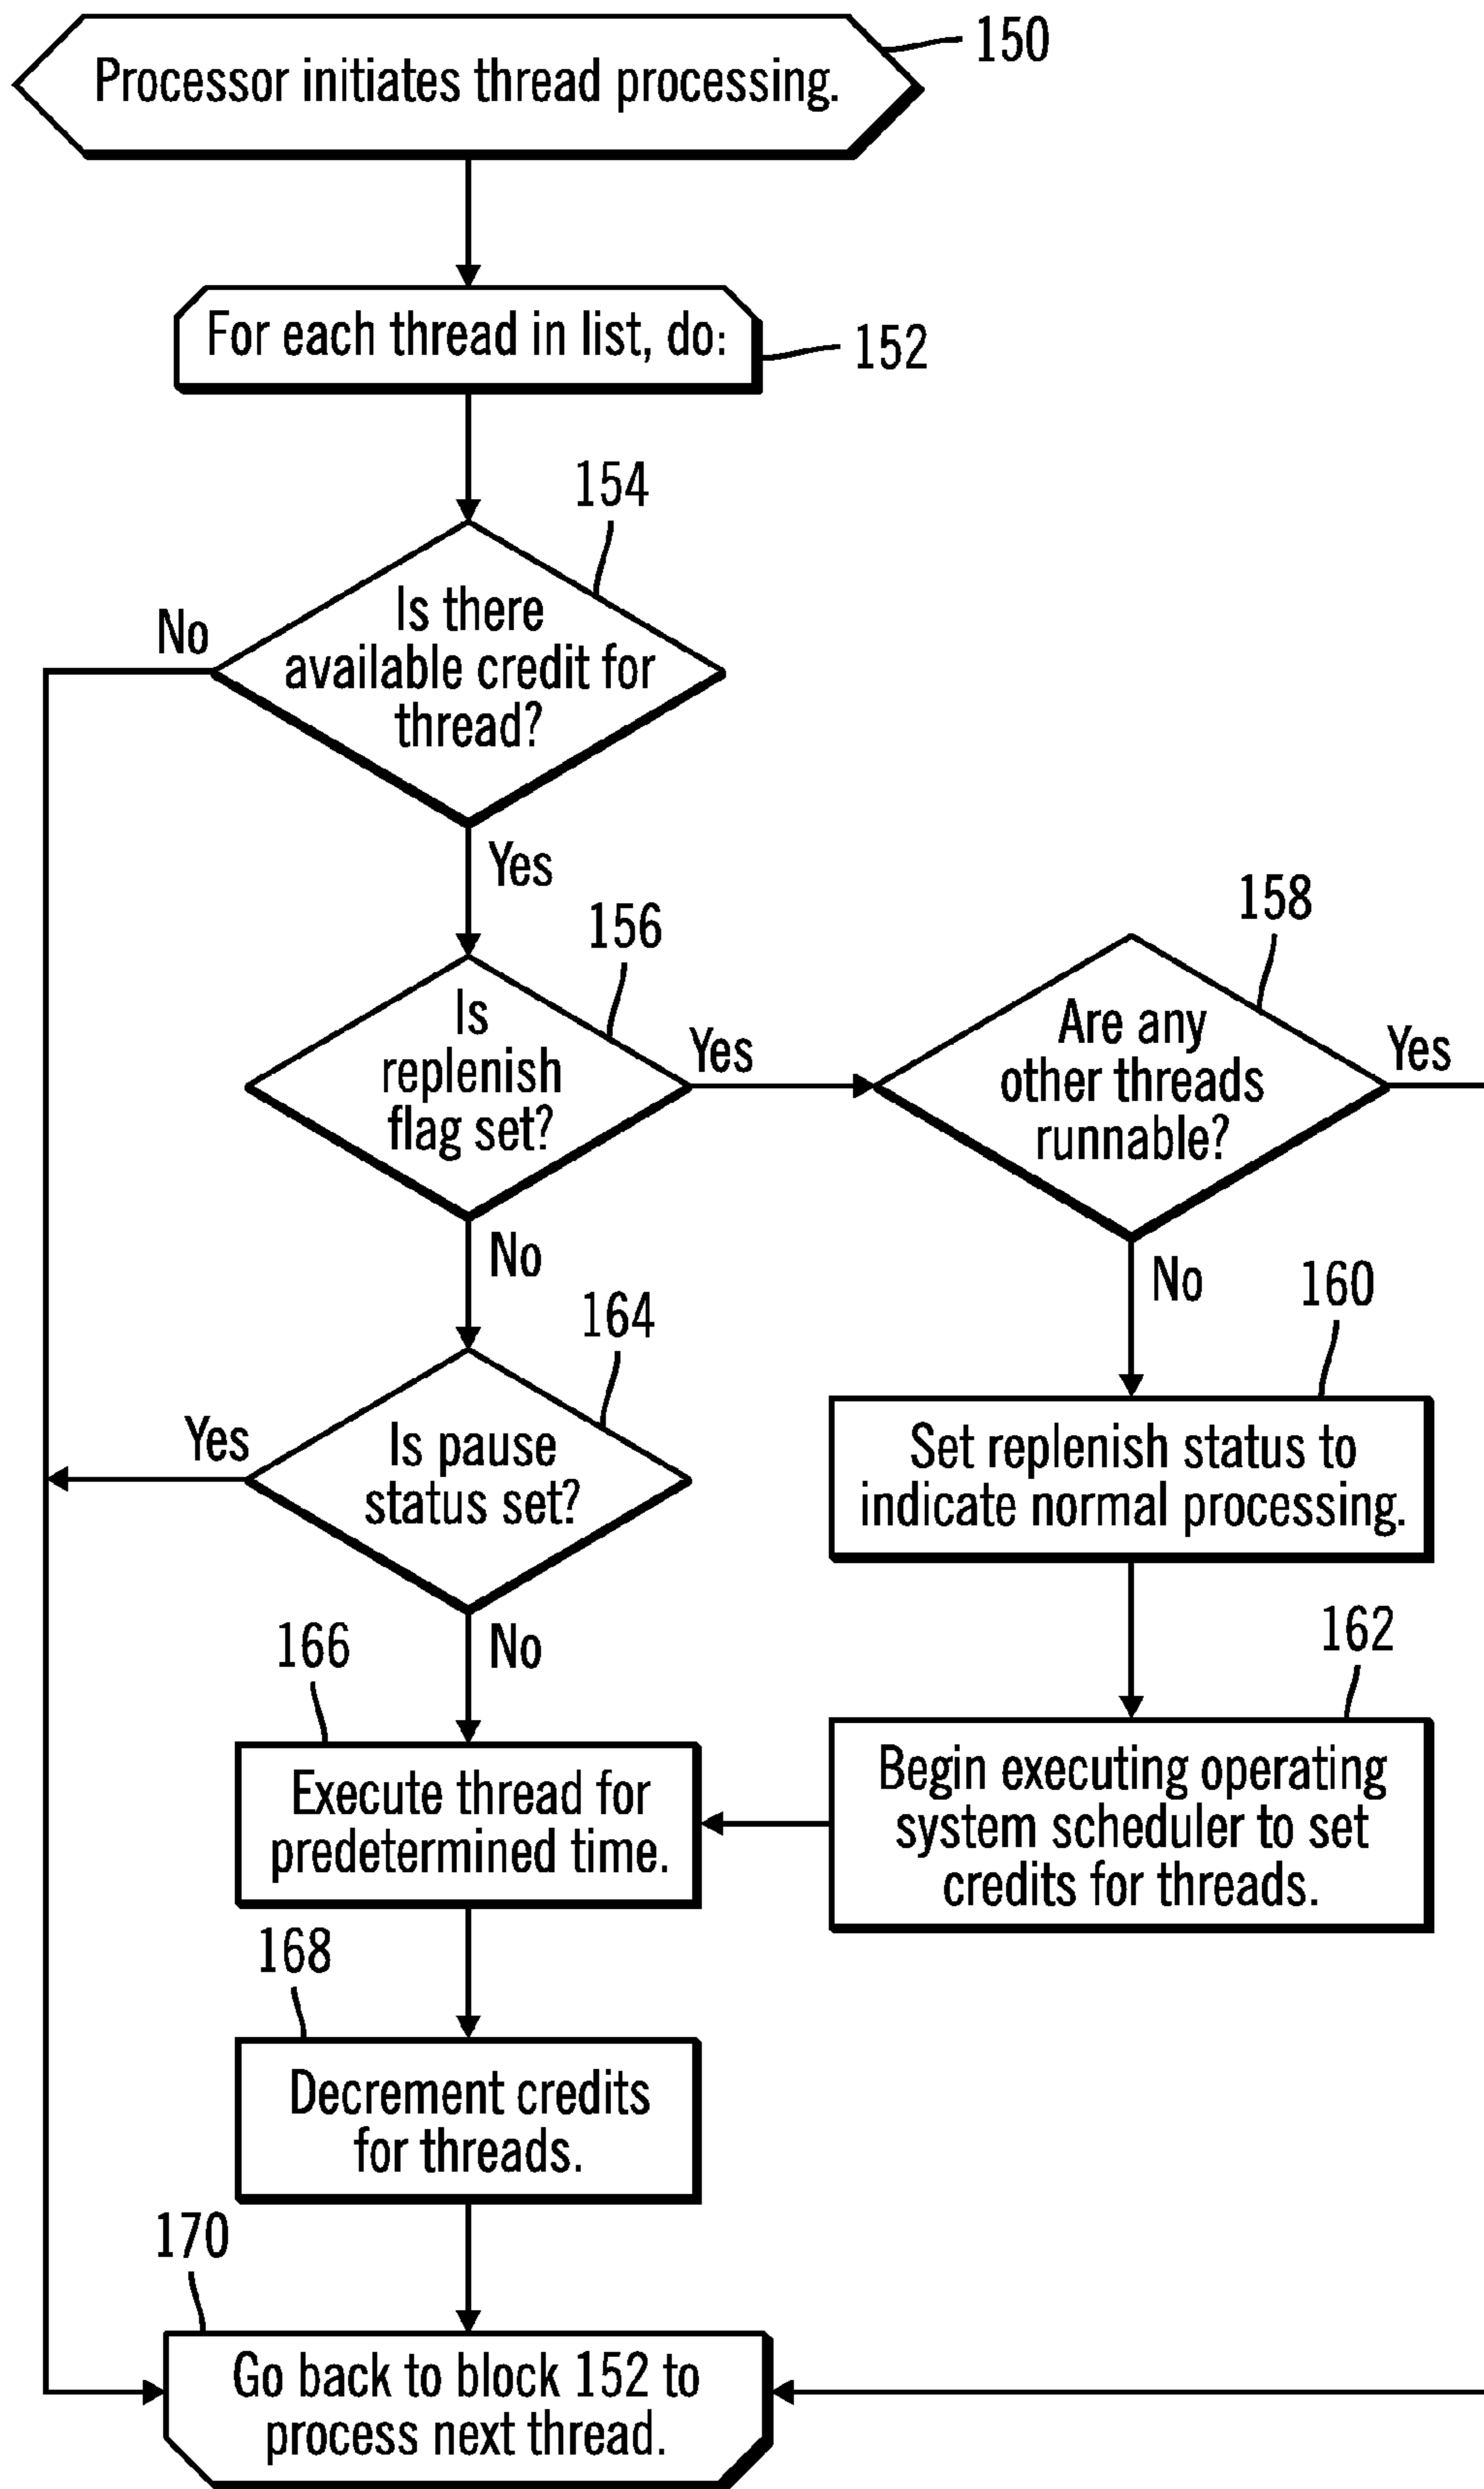 Processor initiates thread processing.
150
For each thread in list, do:
152
154
Is there
available credit for
thread?
No
Yes
156
Is
replenish
flag set?
Yes
158
Are any
other threads
runnable?
Yes
No
No
160
Set replenish status to
indicate normal processing.
164
Is pause
status set?
Yes
No
162
Begin executing operating
system scheduler to set
credits for threads.
166
Execute thread for
predetermined time.
168
Decrement credits
for threads.
170
Go back to block 152 to
process next thread.